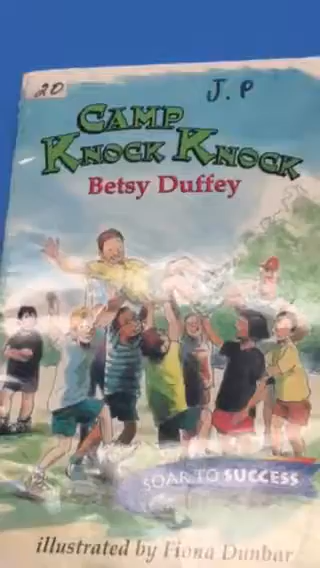 20
J. P
CAMP
KNOCK KNOCK
Betsy Duffey
SOAR TO SUCCESS
illustrated by Fiona Dunbar